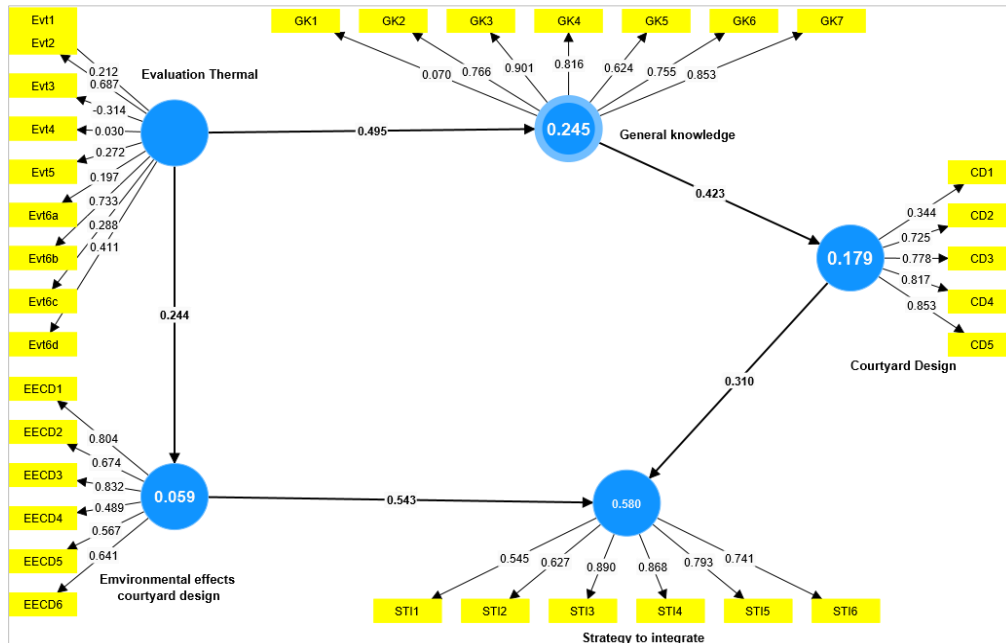 Evt1
Evt2
Evt3
Evt4
Evt5
Evt6a
Evt6b
Evt6c
Evt6d
0.212
0.687
-0.314
0.030
0.272
0.197
0.733
0.288
0.411
Evaluation Thermal
GK1
GK2
GK3
GK4
GK5
GK6
GK7
0.070
0.766
0.901
0.816
0.624
0.755
0.853
0.495
0.245
General knowledge
0.423
0.179
CD1
CD2
CD3
CD4
CD5
0.344
0.725
0.778
0.817
0.853
Courtyard Design
0.244
0.310
EECD1
EECD2
EECD3
EECD4
EECD5
EECD6
0.804
0.674
0.832
0.489
0.567
0.641
0.059
Emvironmental effects
courtyard design
0.543
0.580
0.545
0.627
0.890
0.868
0.793
0.741
STI1
STI2
STI3
STI4
STI5
STI6
Strategy to integrate